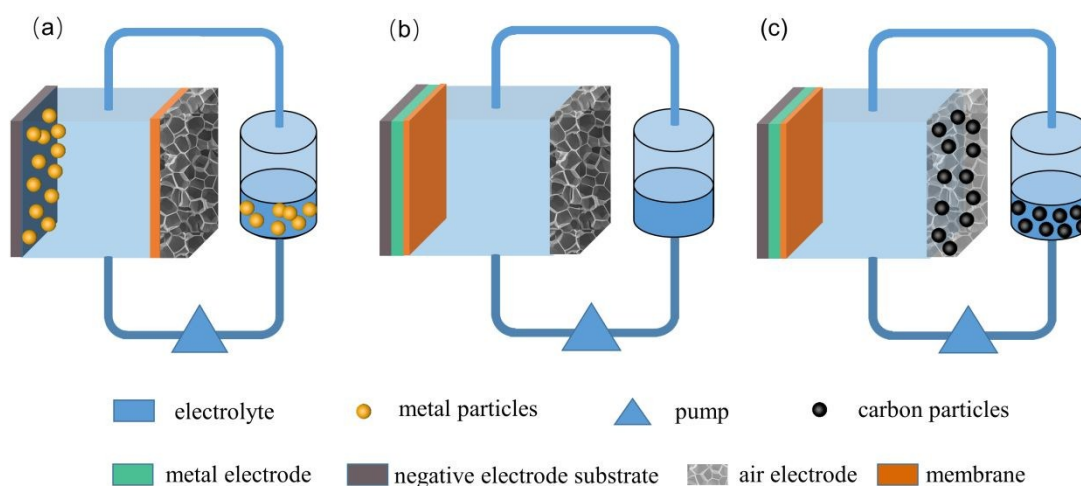 (a)
(b)
(c)
electrolyte
metal particles
pump
carbon particles
metal electrode
negative electrode substrate
air electrode
membrane